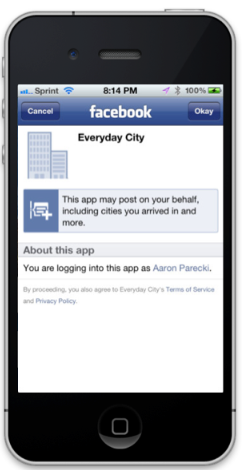 Sprint 8:14 PM 100%
Cancel facebook Okay
Everyday City
This app may post on your behalf,
including cities you arrived in and
more.
About this app
You are logging into this app as Aaron Parecki.
By proceeding, you also agree to Everyday City's Terms of Service
and Privacy Policy.